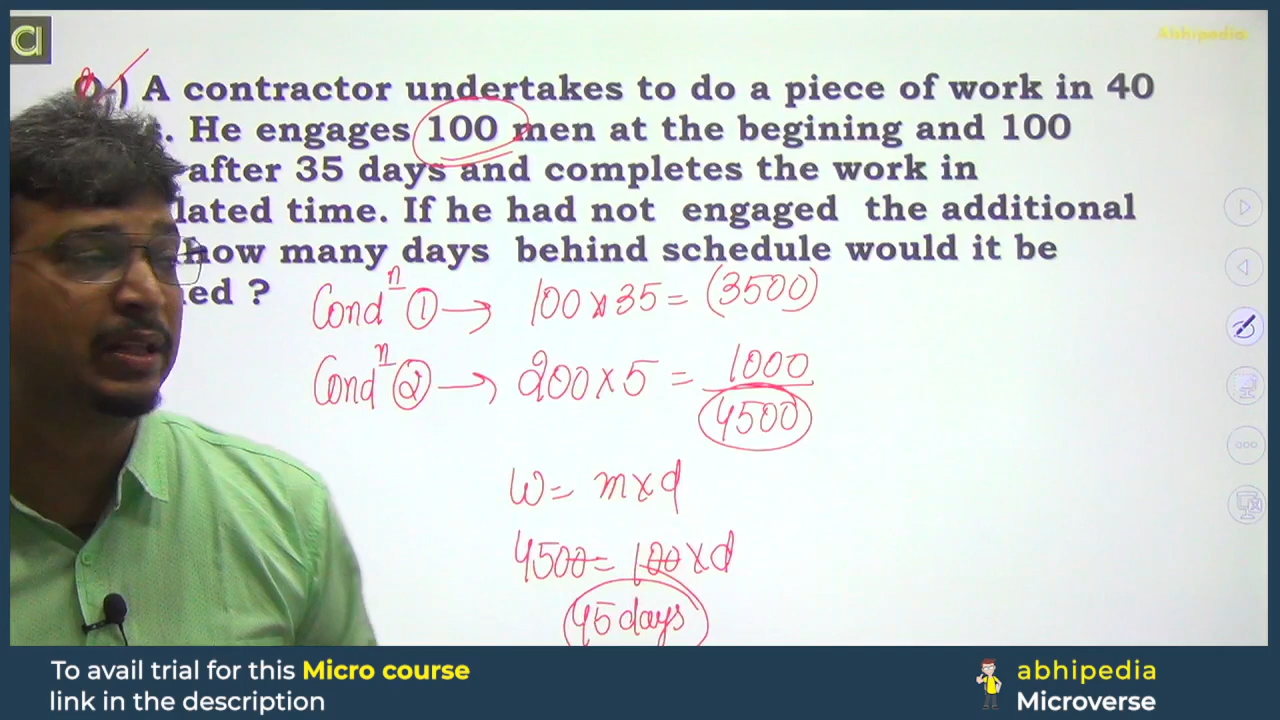 a
Abhipedia
Q.) A contractor undertakes to do a piece of work in 40
. He engages 100 men at the begining and 100
after 35 days and completes the work in
lated time. If he had not engaged the additional
how many days behind schedule would it be
ed ?
Condn ① → 100 x 35 = (3500)
Condn ② → 200 x 5 = 1000
4500
W = m x d
4500 = 100 x d
45 days
To avail trial for this Micro course
link in the description
abhipedia
Microverse